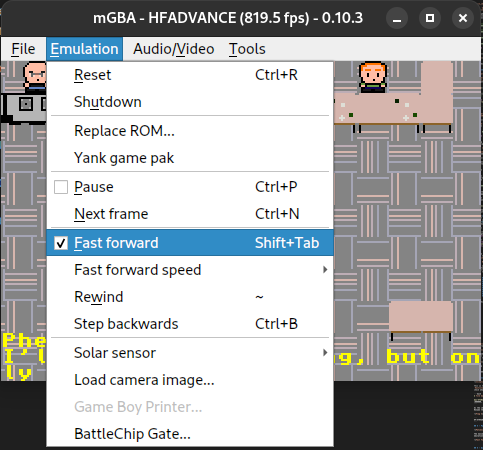 mGBA - HFADVANCE (819.5 fps) - 0.10.3
File Emulation Audio/Video Tools
Reset Ctrl+R
Shutdown
Replace ROM...
Yank game pak
Pause Ctrl+P
Next frame Ctrl+N
Fast forward Shift+Tab
Fast forward speed
Rewind ~
Step backwards Ctrl+B
Solar sensor
Load camera image...
Game Boy Printer...
BattleChip Gate...
but on
ly